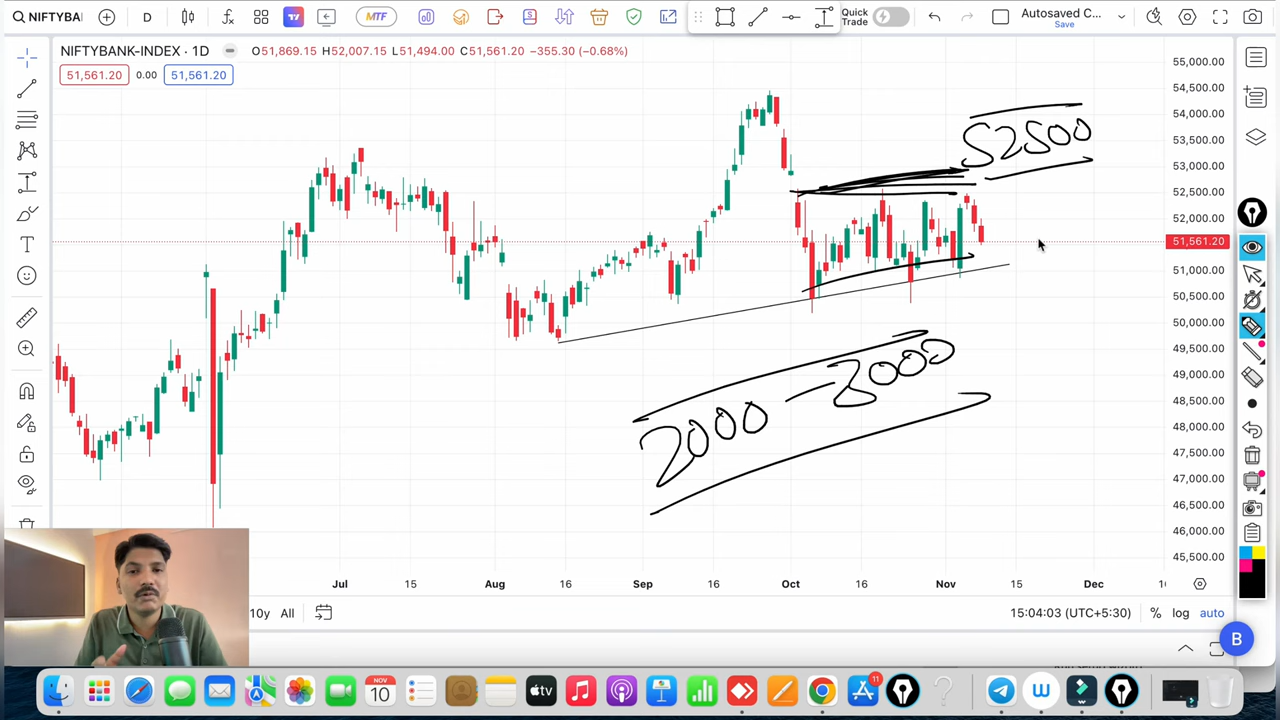 NIFTYBA D MTF Quick Trade Autosaved C... Save
NIFTYBANK-INDEX · 1D O51,869.15 H52,007.15 L51,494.00 C51,561.20 −355.30 (−0.68%)
51,561.20 0.00 51,561.20
55,000.00
54,500.00
54,000.00
53,500.00
53,000.00
52,500.00
52,000.00
51,561.20
51,000.00
50,500.00
50,000.00
49,500.00
49,000.00
48,500.00
48,000.00
47,500.00
47,000.00
46,500.00
46,000.00
45,500.00
52500
2000 - 3000
Jul 15 Aug 16 Sep 16 Oct 16 Nov 15 Dec
10y All 15:04:03 (UTC+5:30) % log auto
B
NOV
10
tv
11
W